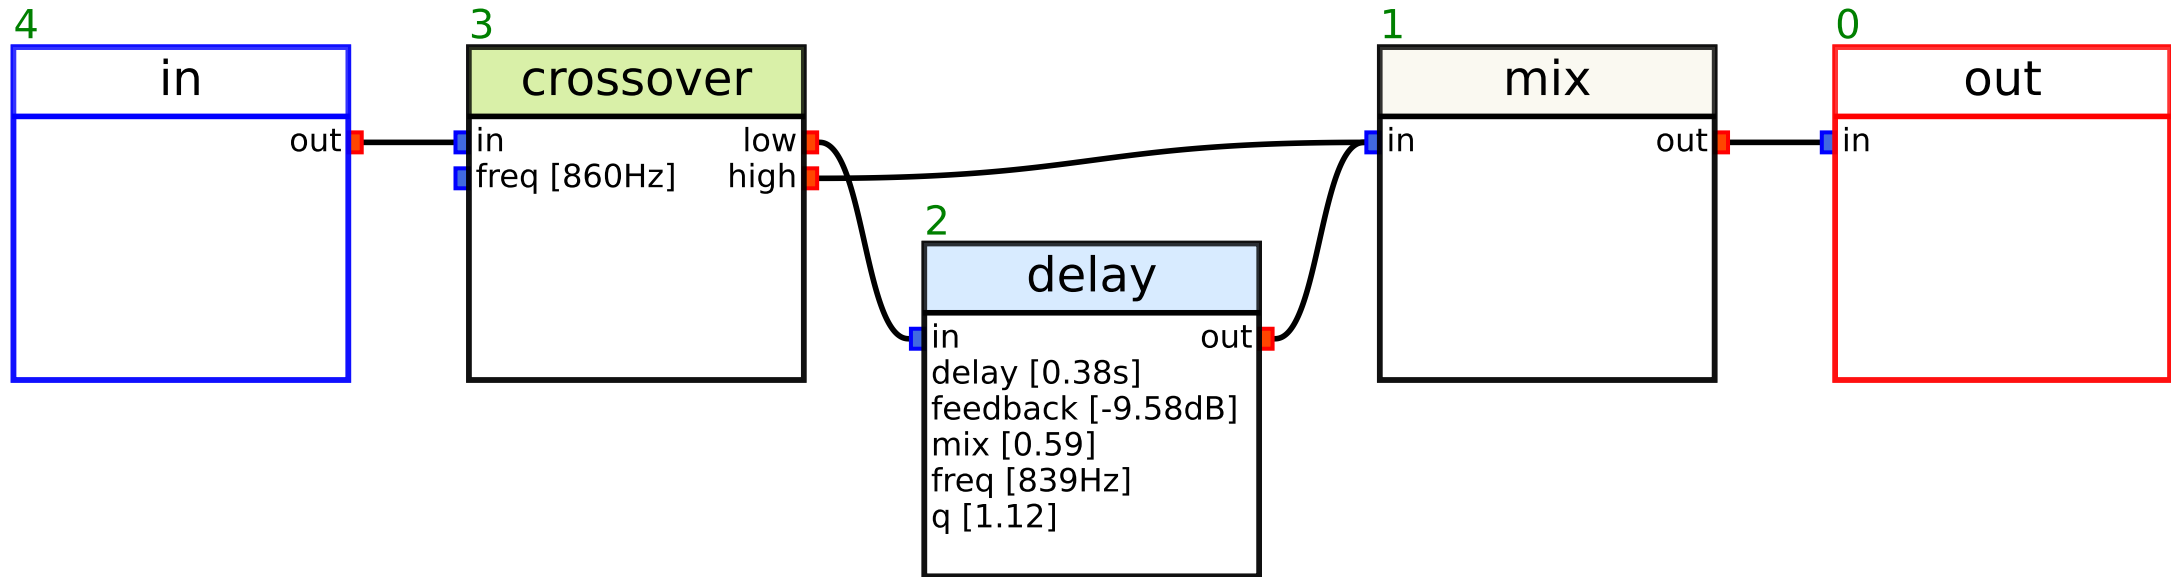 4
in
out
3
crossover
in
low
freq [860Hz]
high
2
delay
in
out
delay [0.38s]
feedback [-9.58dB]
mix [0.59]
freq [839Hz]
q [1.12]
1
mix
in
out
0
out
in